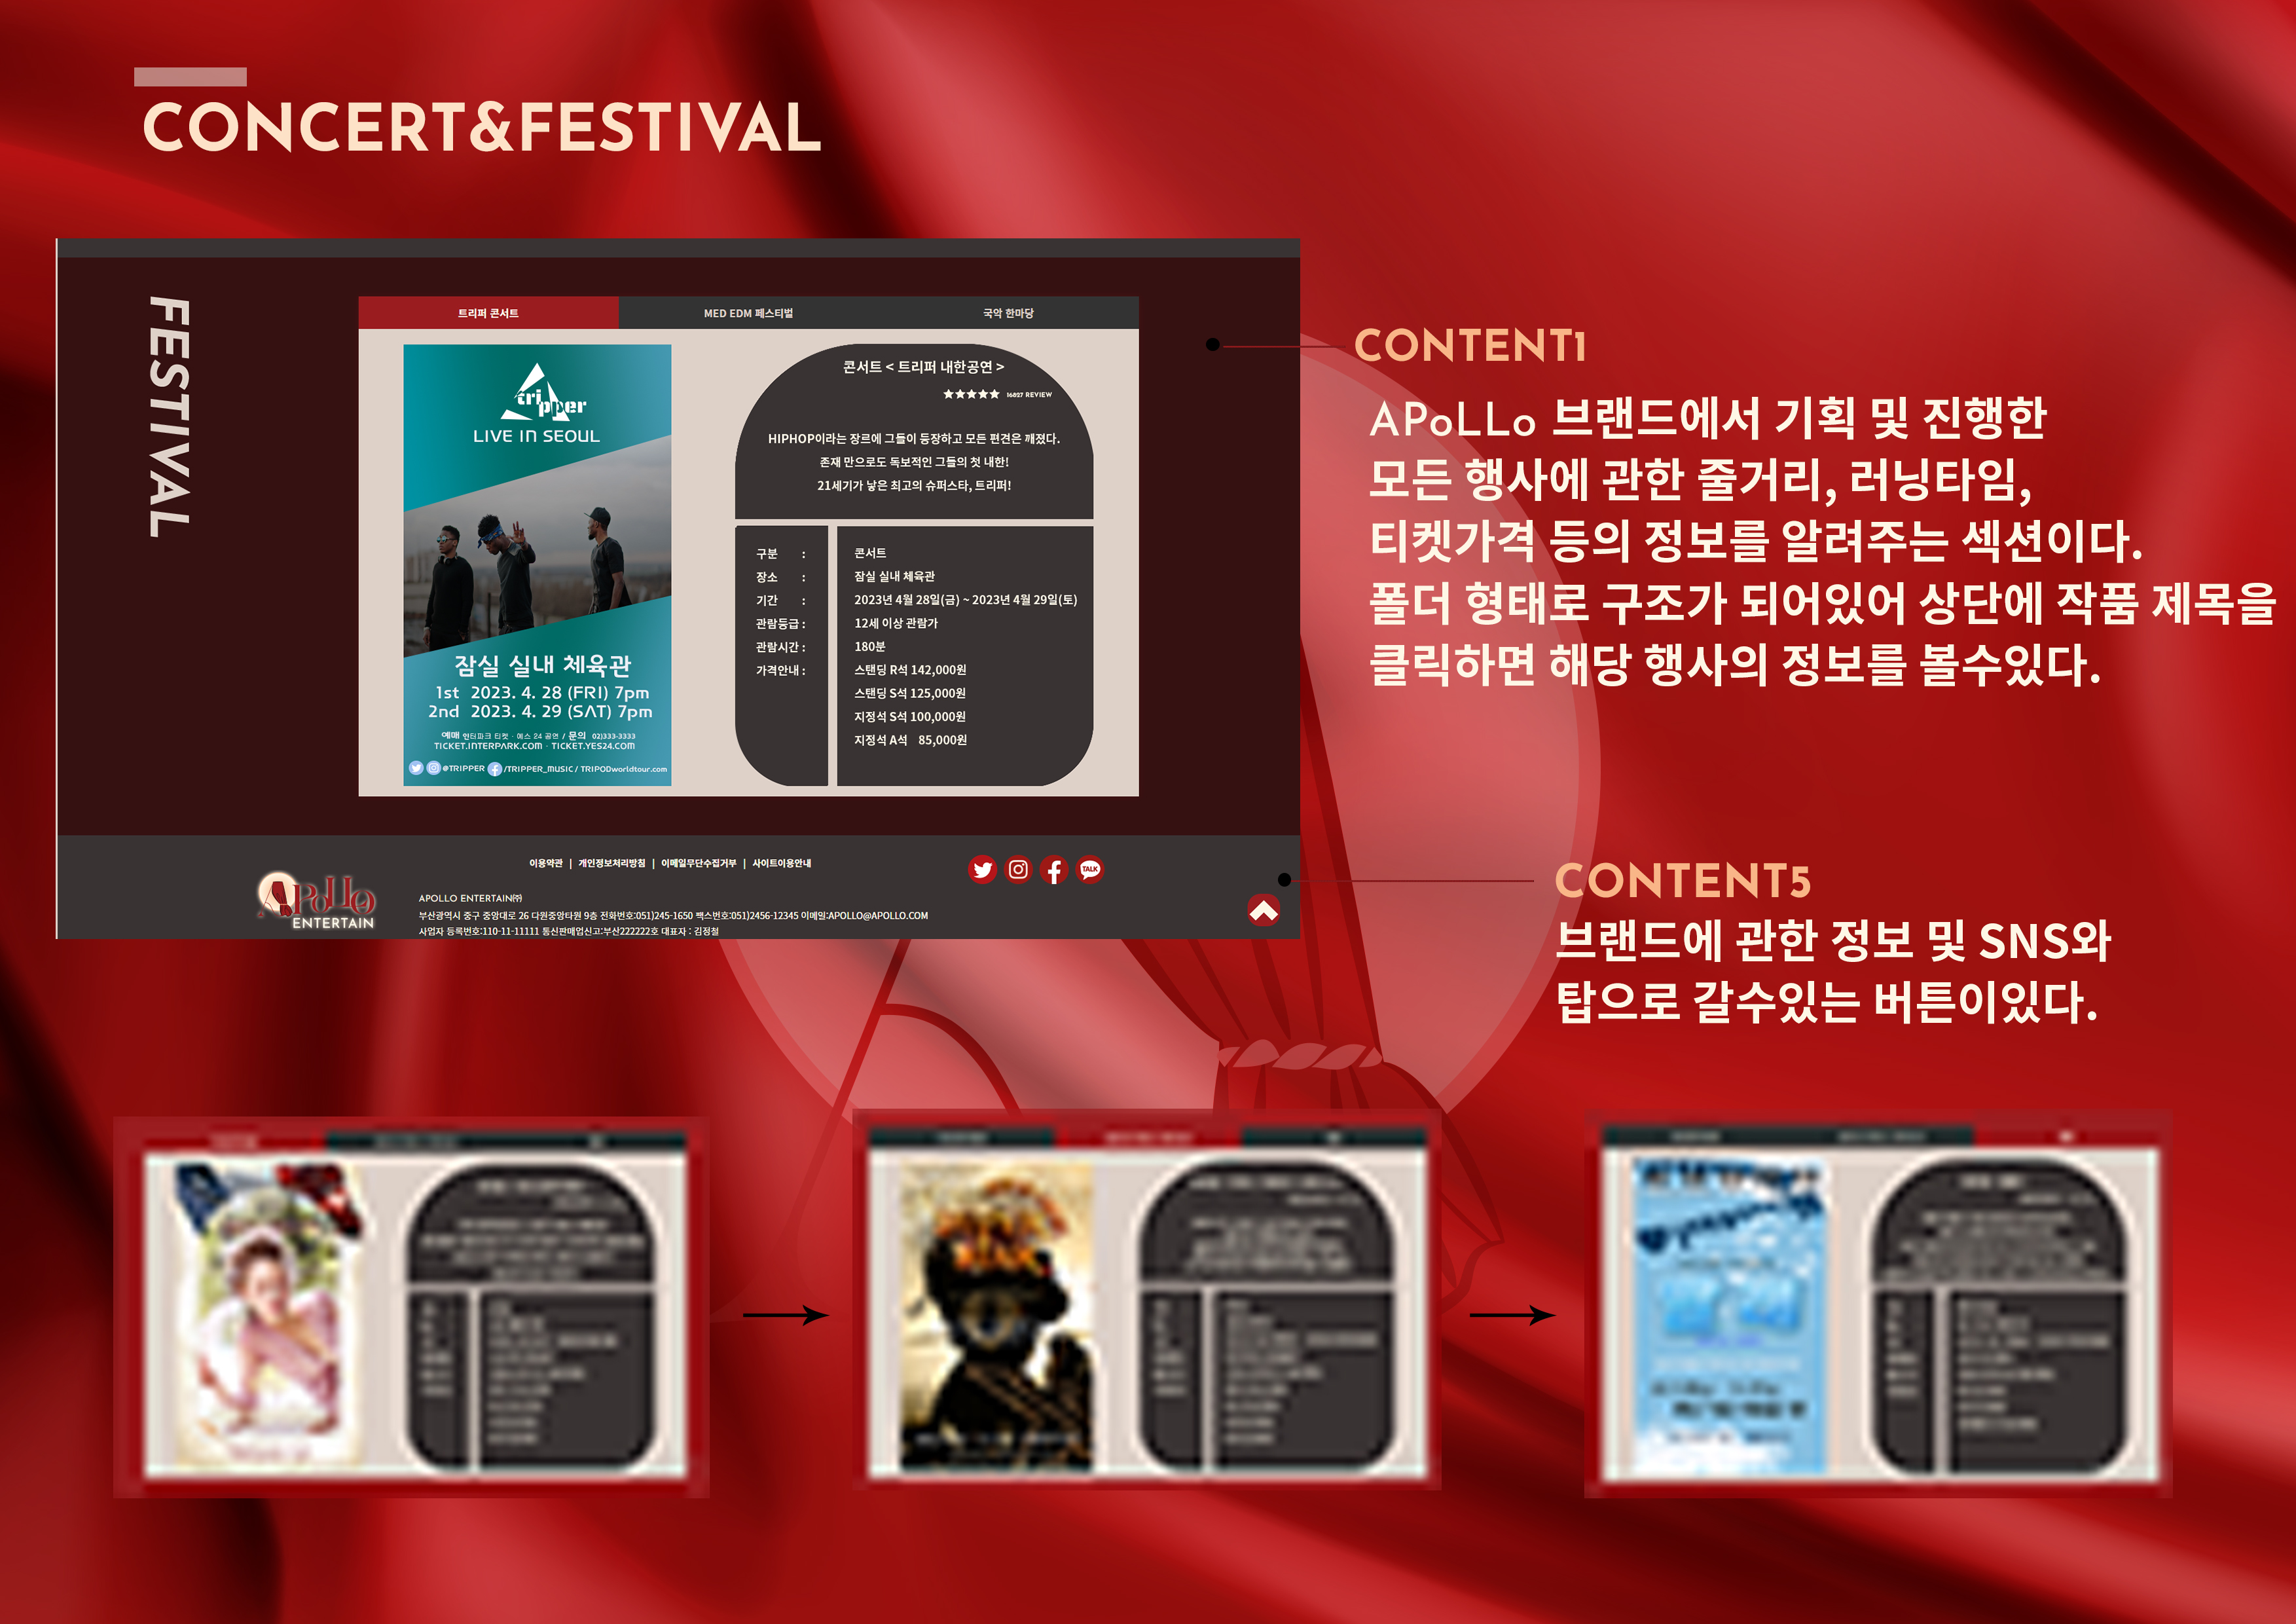 CONCERT&FESTIVAL
FESTIVAL
트리퍼 콘서트
MED EDM 페스티벌
국악 한마당
tripper
LIVE IN SEOUL
잠실 실내 체육관
1st 2023. 4. 28 (FRI) 7pm
2nd 2023. 4. 29 (SAT) 7pm
예매 인터파크 티켓 · 예스 24 공연 / 문의 02)333-3333
TICKET.INTERPARK.COM · TICKET.YES24.COM
@TRIPPER /TRIPPER_MUSIC / TRIPODworldtour.com
콘서트 < 트리퍼 내한공연 >
★★★★★ 16827 REVIEW
HIPHOP이라는 장르에 그들이 등장하고 모든 편견은 깨졌다.
존재 만으로도 독보적인 그들의 첫 내한!
21세기가 낳은 최고의 슈퍼스타, 트리퍼!
구분 : 콘서트
장소 : 잠실 실내 체육관
기간 : 2023년 4월 28일(금) ~ 2023년 4월 29일(토)
관람등급 : 12세 이상 관람가
관람시간 : 180분
가격안내 : 스탠딩 R석 142,000원
스탠딩 S석 125,000원
지정석 S석 100,000원
지정석 A석 85,000원
이용약관 | 개인정보처리방침 | 이메일무단수집거부 | 사이트이용안내
TALK
APoLLo
ENTERTAIN
APOLLO ENTERTAIN㈜
부산광역시 중구 중앙대로 26 다원중앙타원 9층 전화번호:051)245-1650 팩스번호:051)2456-12345 이메일:APOLLO@APOLLO.COM
사업자 등록번호:110-11-11111 통신판매업신고:부산222222호 대표자 : 김정철
CONTENT1
APoLLo 브랜드에서 기획 및 진행한
모든 행사에 관한 줄거리, 러닝타임,
티켓가격 등의 정보를 알려주는 섹션이다.
폴더 형태로 구조가 되어있어 상단에 작품 제목을
클릭하면 해당 행사의 정보를 볼수있다.
CONTENT5
브랜드에 관한 정보 및 SNS와
탑으로 갈수있는 버튼이있다.